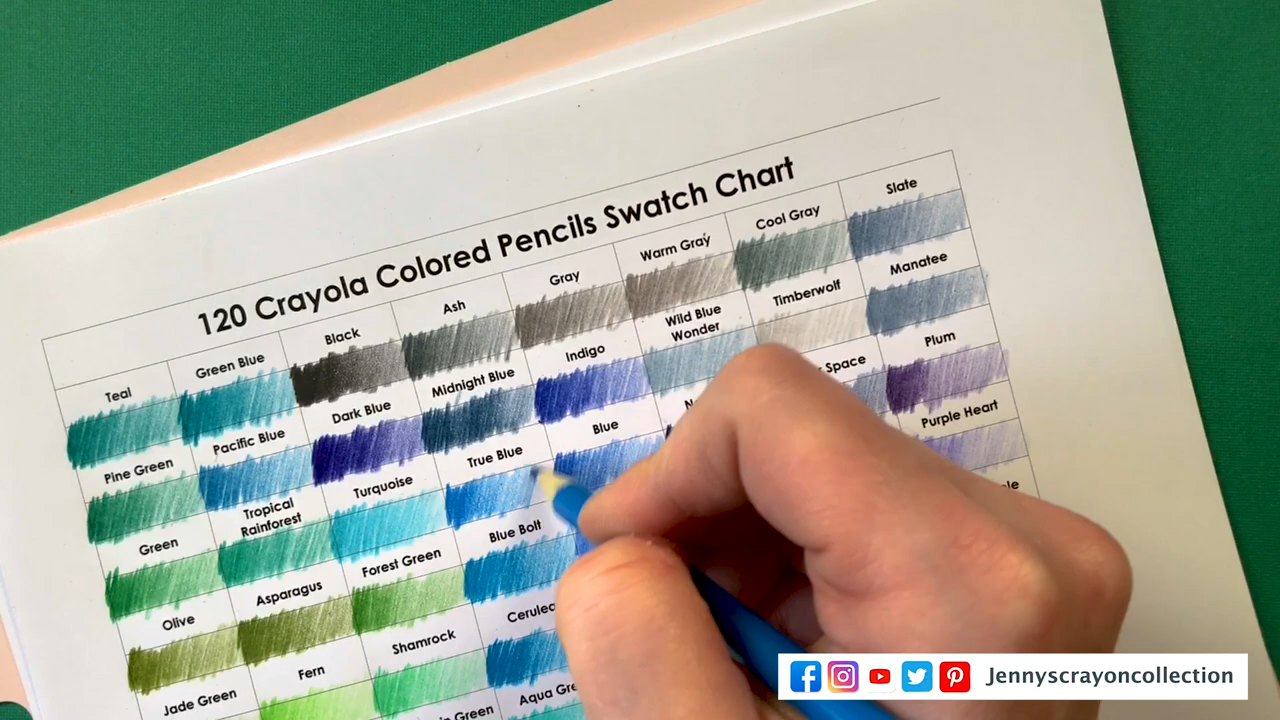 120 Crayola Colored Pencils Swatch Chart
Teal
Green Blue
Black
Ash
Gray
Warm Gray
Cool Gray
Slate
Pine Green
Pacific Blue
Dark Blue
Midnight Blue
Indigo
Wild Blue
Wonder
Timberwolf
Manatee
Green
Tropical
Rainforest
Turquoise
True Blue
Blue
Space
Plum
Olive
Asparagus
Forest Green
Blue Bolt
Purple Heart
Jade Green
Fern
Shamrock
Jennyscrayoncollection